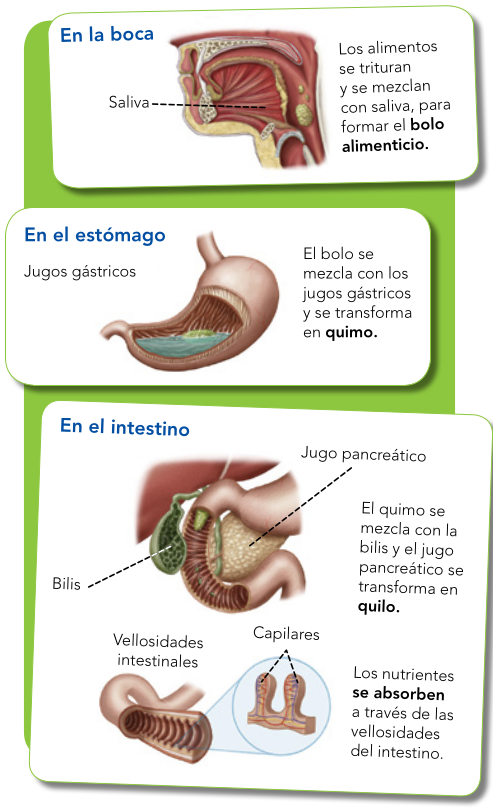 En la boca
Saliva
Los alimentos
se trituran
y se mezclan
con saliva, para
formar el bolo
alimenticio.
En el estómago
Jugos gástricos
El bolo se
mezcla con los
jugos gástricos
y se transforma
en quimo.
En el intestino
Jugo pancreático
Bilis
El quimo se
mezcla con la
bilis y el jugo
pancreático se
transforma en
quilo.
Vellosidades
intestinales
Capilares
Los nutrientes
se absorben
a través de las
vellosidades
del intestino.